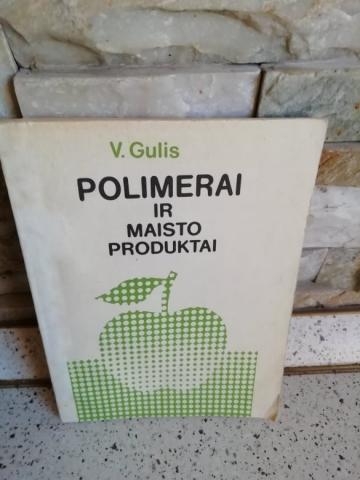 V. Gulis
POLIMERAI
IR
MAISTO
PRODUKTAI